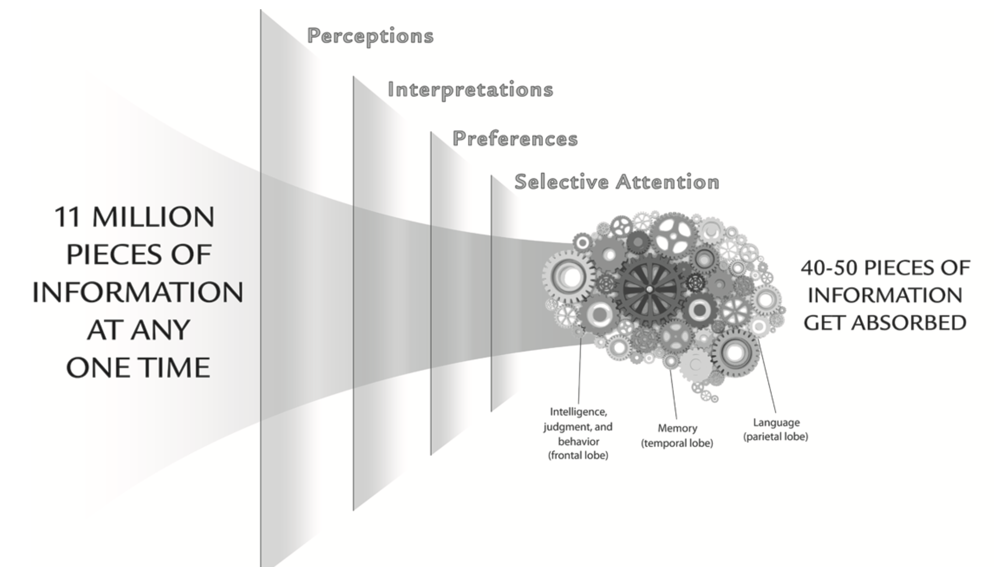 Perceptions
Interpretations
Preferences
Selective Attention
11 MILLION
PIECES OF
INFORMATION
AT ANY
ONE TIME
40-50 PIECES OF
INFORMATION
GET ABSORBED
Intelligence,
judgment, and
behavior
(frontal lobe)
Memory
(temporal lobe)
Language
(parietal lobe)